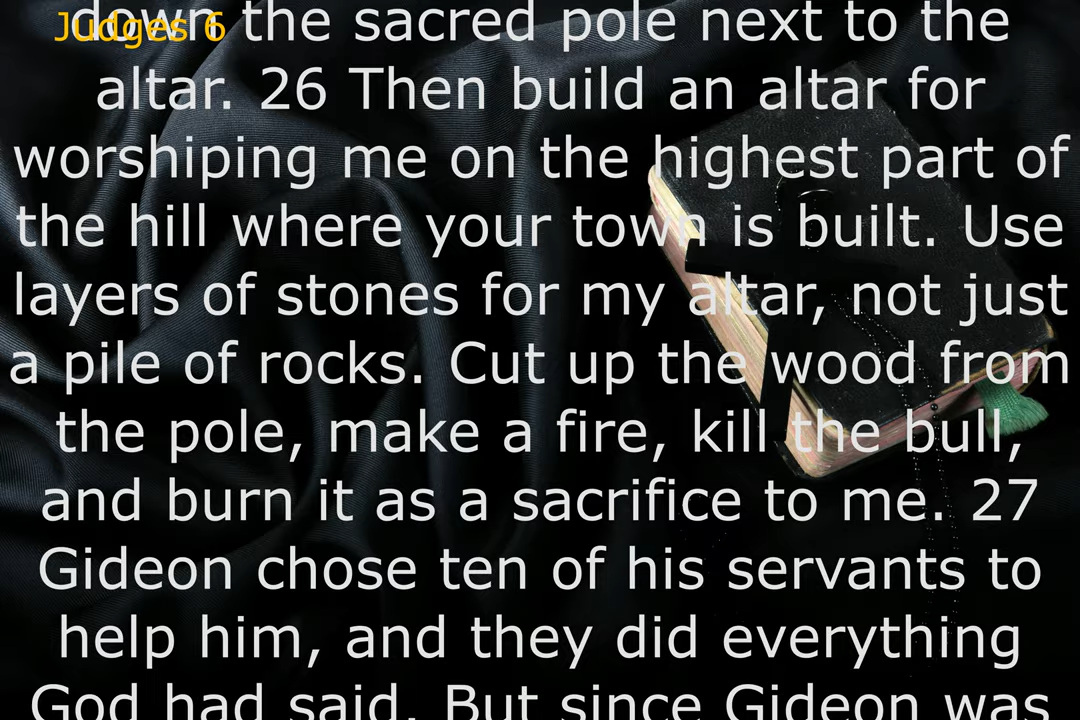 Judges 6
down the sacred pole next to the
altar. 26 Then build an altar for
worshiping me on the highest part of
the hill where your town is built. Use
layers of stones for my altar, not just
a pile of rocks. Cut up the wood from
the pole, make a fire, kill the bull,
and burn it as a sacrifice to me. 27
Gideon chose ten of his servants to
help him, and they did everything
God had said. But since Gideon was